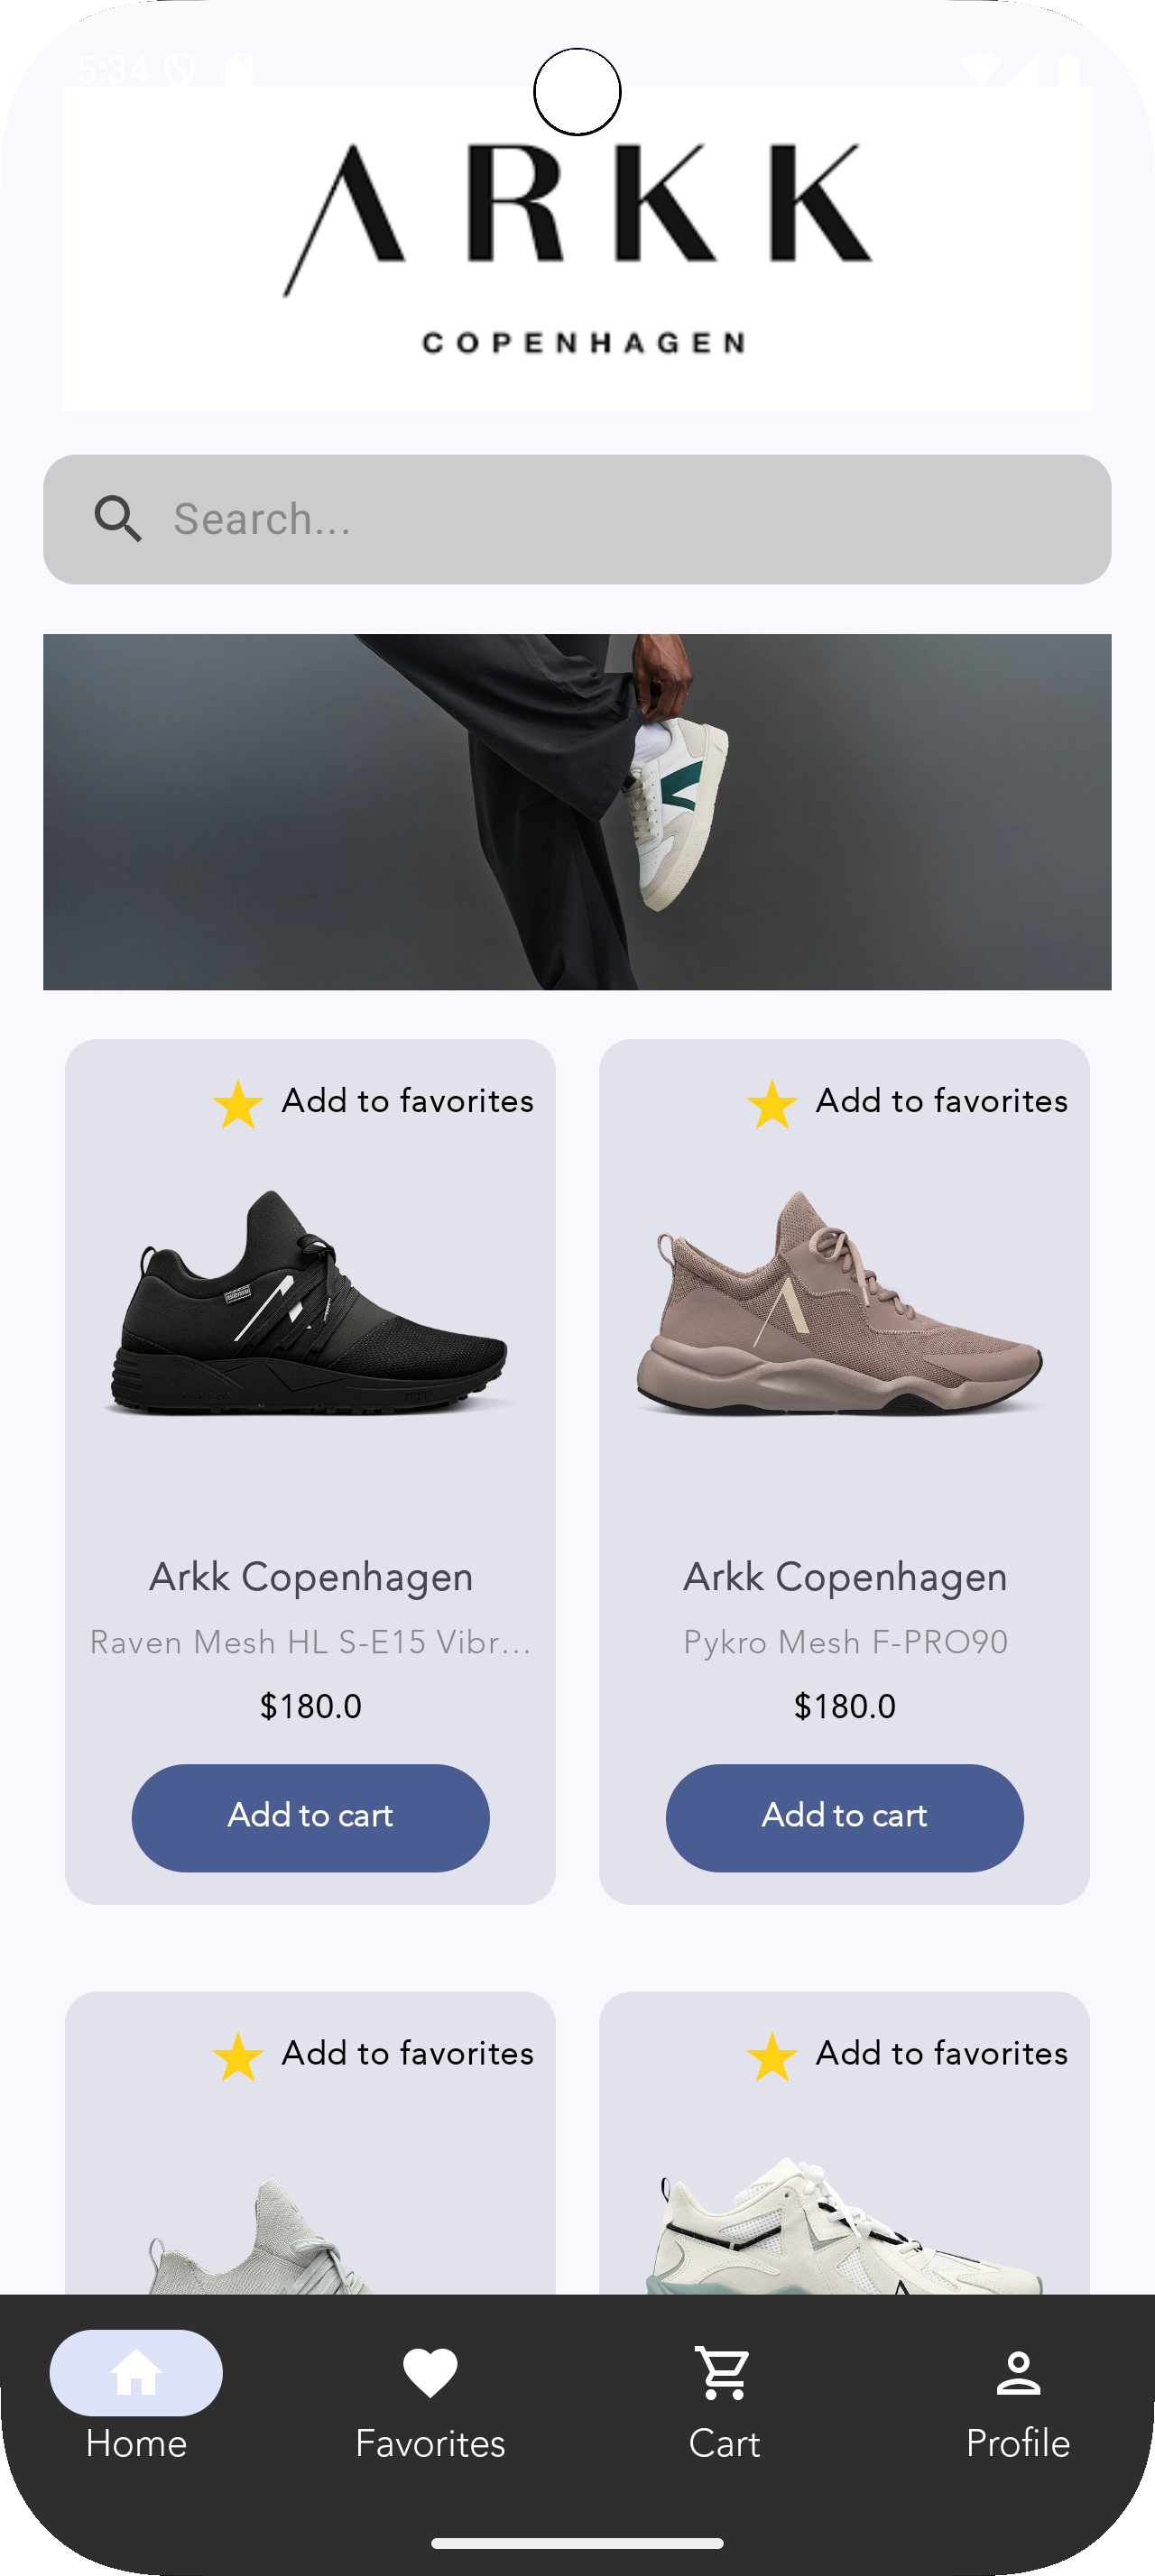 5:34
ARKK
COPENHAGEN
Search...
Add to favorites
Add to favorites
Arkk Copenhagen
Arkk Copenhagen
Raven Mesh HL S-E15 Vibr...
Pykro Mesh F-PRO90
$180.0
$180.0
Add to cart
Add to cart
Add to favorites
Add to favorites
Home
Favorites
Cart
Profile